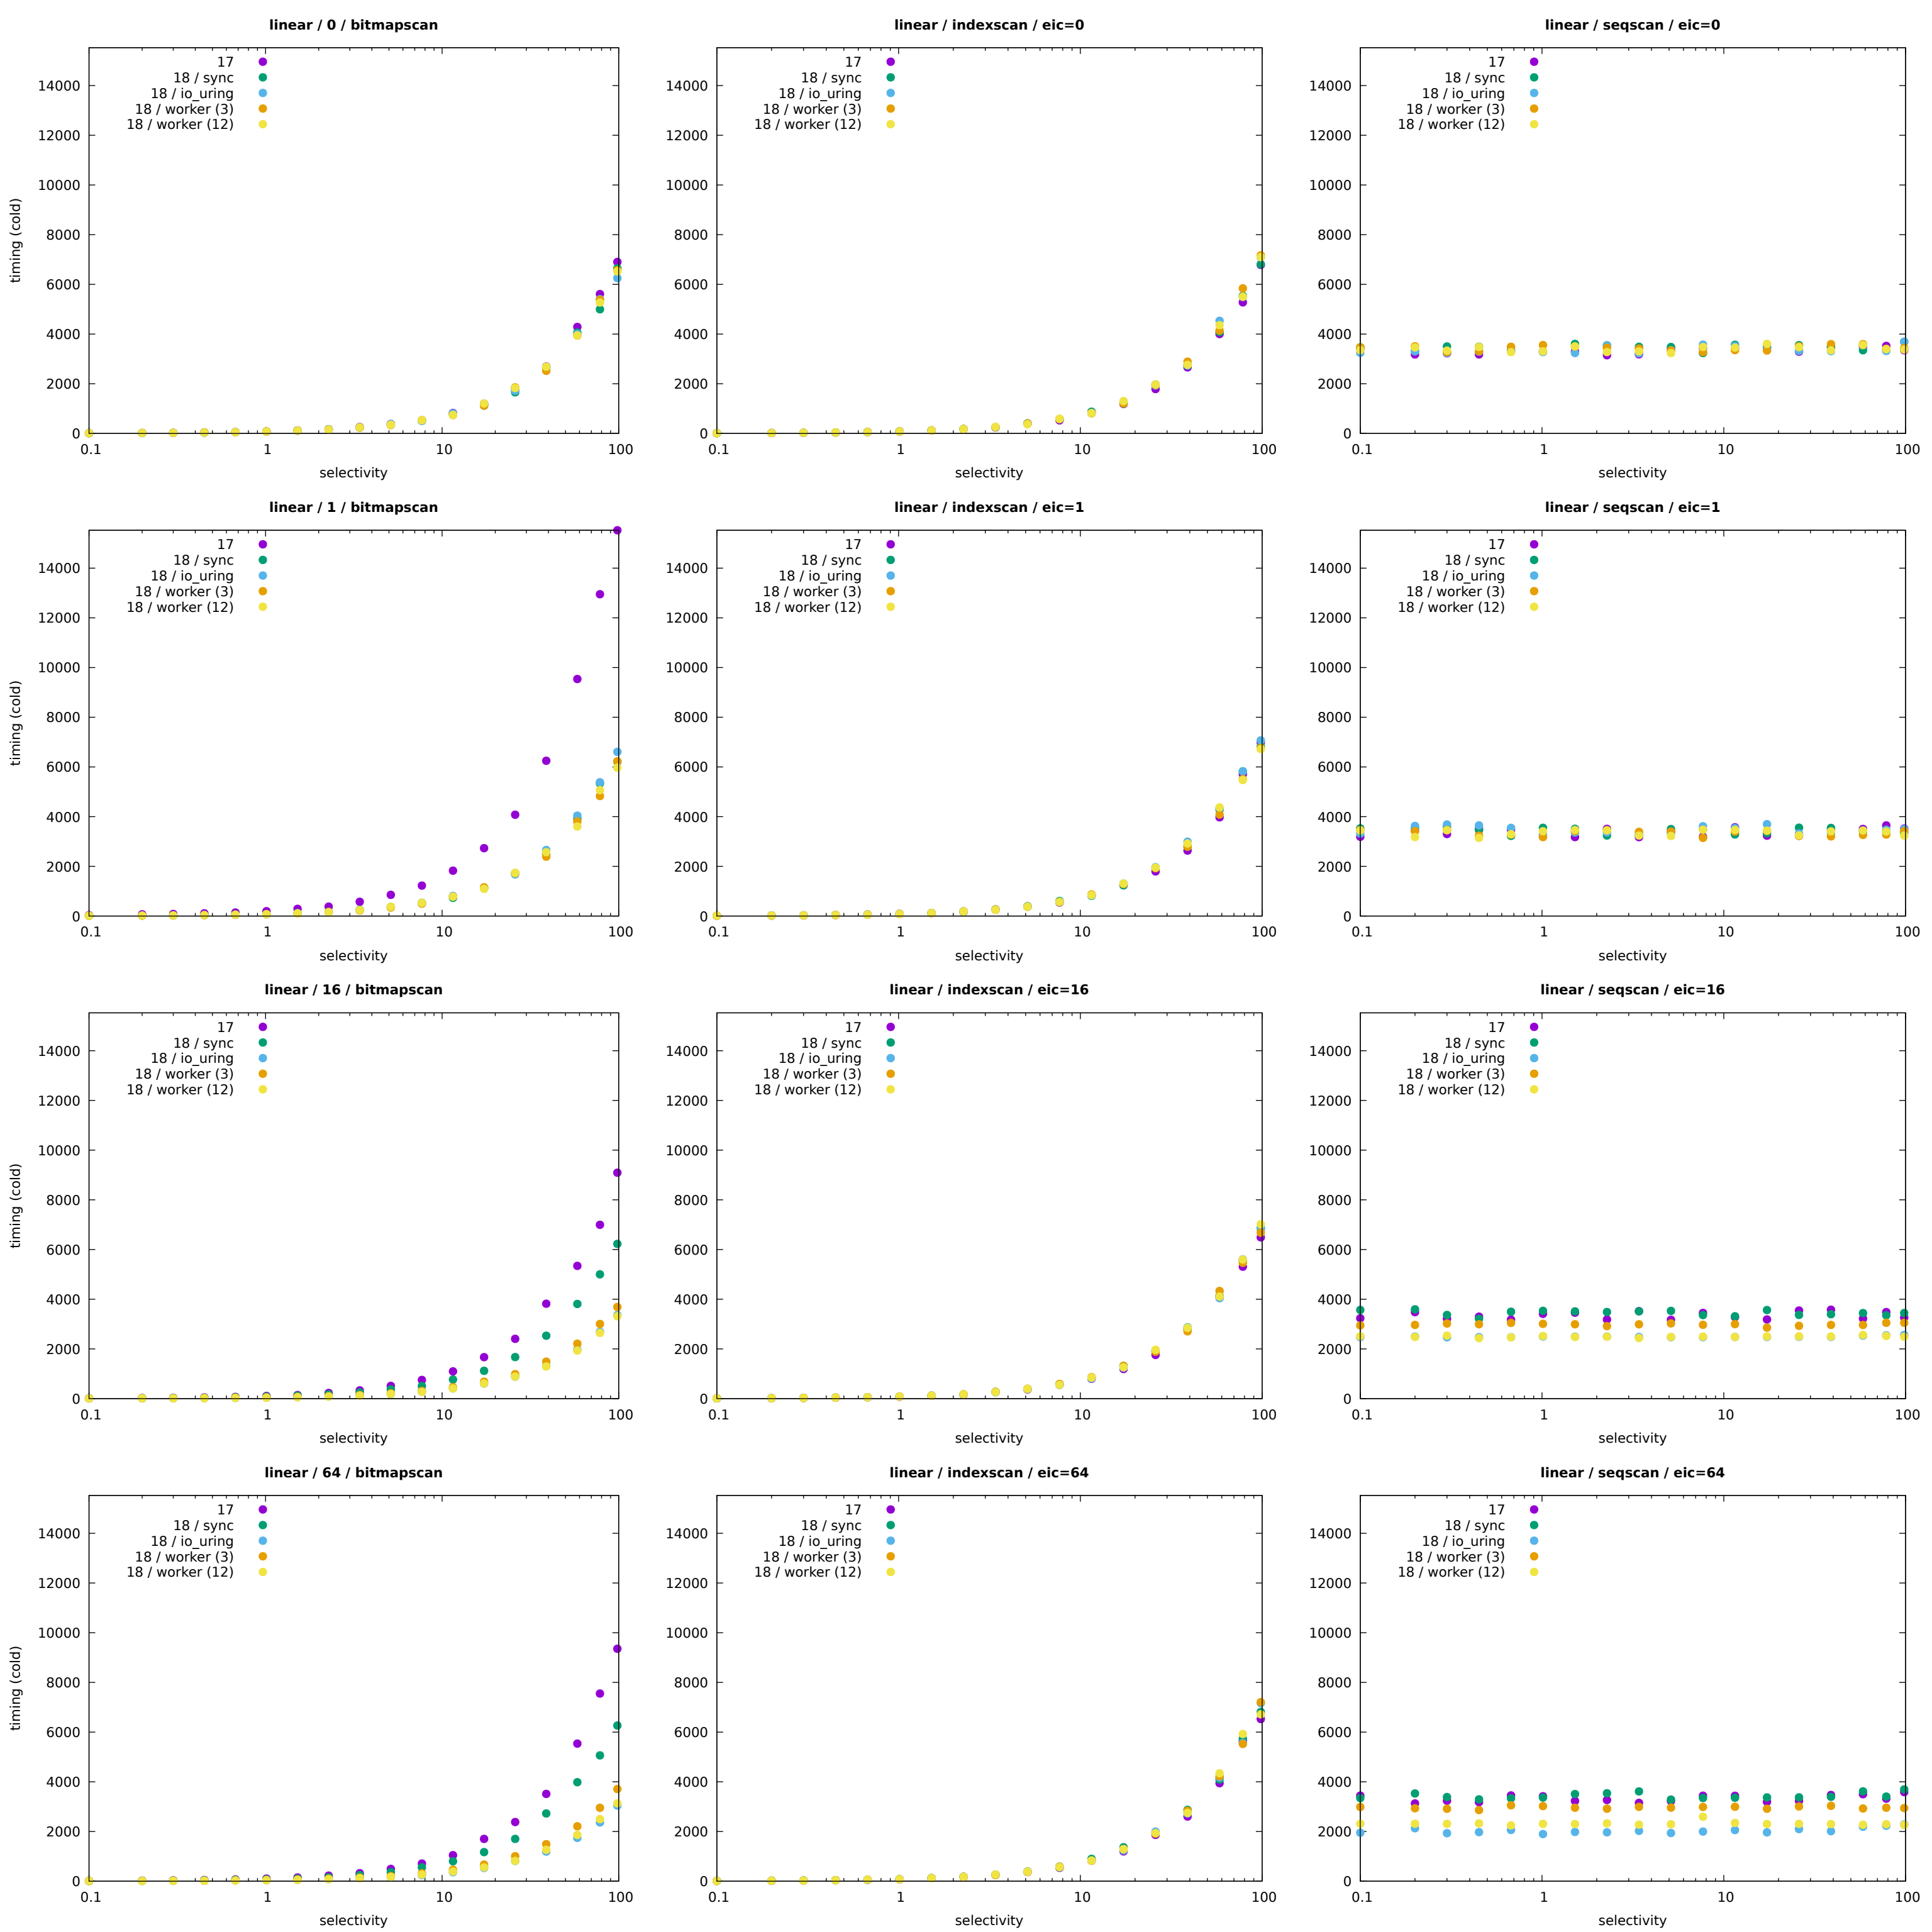 linear / 0 / bitmapscan
timing (cold)
14000
12000
10000
8000
6000
4000
2000
0
17
18 / sync
18 / io_uring
18 / worker (3)
18 / worker (12)
0.1 1 10 100
selectivity
linear / indexscan / eic=0
14000
12000
10000
8000
6000
4000
2000
0
17
18 / sync
18 / io_uring
18 / worker (3)
18 / worker (12)
0.1 1 10 100
selectivity
linear / seqscan / eic=0
14000
12000
10000
8000
6000
4000
2000
0
17
18 / sync
18 / io_uring
18 / worker (3)
18 / worker (12)
0.1 1 10 100
selectivity
linear / 1 / bitmapscan
timing (cold)
14000
12000
10000
8000
6000
4000
2000
0
17
18 / sync
18 / io_uring
18 / worker (3)
18 / worker (12)
0.1 1 10 100
selectivity
linear / indexscan / eic=1
14000
12000
10000
8000
6000
4000
2000
0
17
18 / sync
18 / io_uring
18 / worker (3)
18 / worker (12)
0.1 1 10 100
selectivity
linear / seqscan / eic=1
14000
12000
10000
8000
6000
4000
2000
0
17
18 / sync
18 / io_uring
18 / worker (3)
18 / worker (12)
0.1 1 10 100
selectivity
linear / 16 / bitmapscan
timing (cold)
14000
12000
10000
8000
6000
4000
2000
0
17
18 / sync
18 / io_uring
18 / worker (3)
18 / worker (12)
0.1 1 10 100
selectivity
linear / indexscan / eic=16
14000
12000
10000
8000
6000
4000
2000
0
17
18 / sync
18 / io_uring
18 / worker (3)
18 / worker (12)
0.1 1 10 100
selectivity
linear / seqscan / eic=16
14000
12000
10000
8000
6000
4000
2000
0
17
18 / sync
18 / io_uring
18 / worker (3)
18 / worker (12)
0.1 1 10 100
selectivity
linear / 64 / bitmapscan
timing (cold)
14000
12000
10000
8000
6000
4000
2000
0
17
18 / sync
18 / io_uring
18 / worker (3)
18 / worker (12)
0.1 1 10 100
selectivity
linear / indexscan / eic=64
14000
12000
10000
8000
6000
4000
2000
0
17
18 / sync
18 / io_uring
18 / worker (3)
18 / worker (12)
0.1 1 10 100
selectivity
linear / seqscan / eic=64
14000
12000
10000
8000
6000
4000
2000
0
17
18 / sync
18 / io_uring
18 / worker (3)
18 / worker (12)
0.1 1 10 100
selectivity